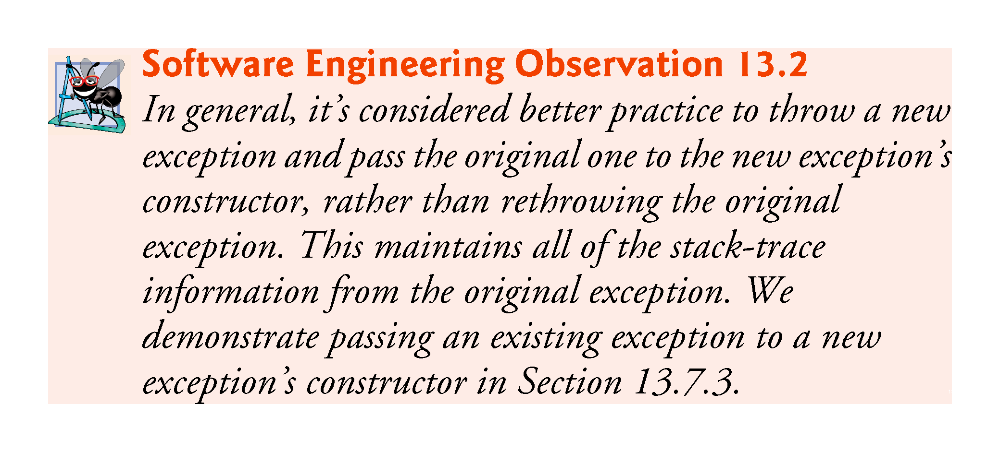 Software Engineering Observation 13.2
In general, it’s considered better practice to throw a new
exception and pass the original one to the new exception’s
constructor, rather than rethrowing the original
exception. This maintains all of the stack-trace
information from the original exception. We
demonstrate passing an existing exception to a new
exception’s constructor in Section 13.7.3.